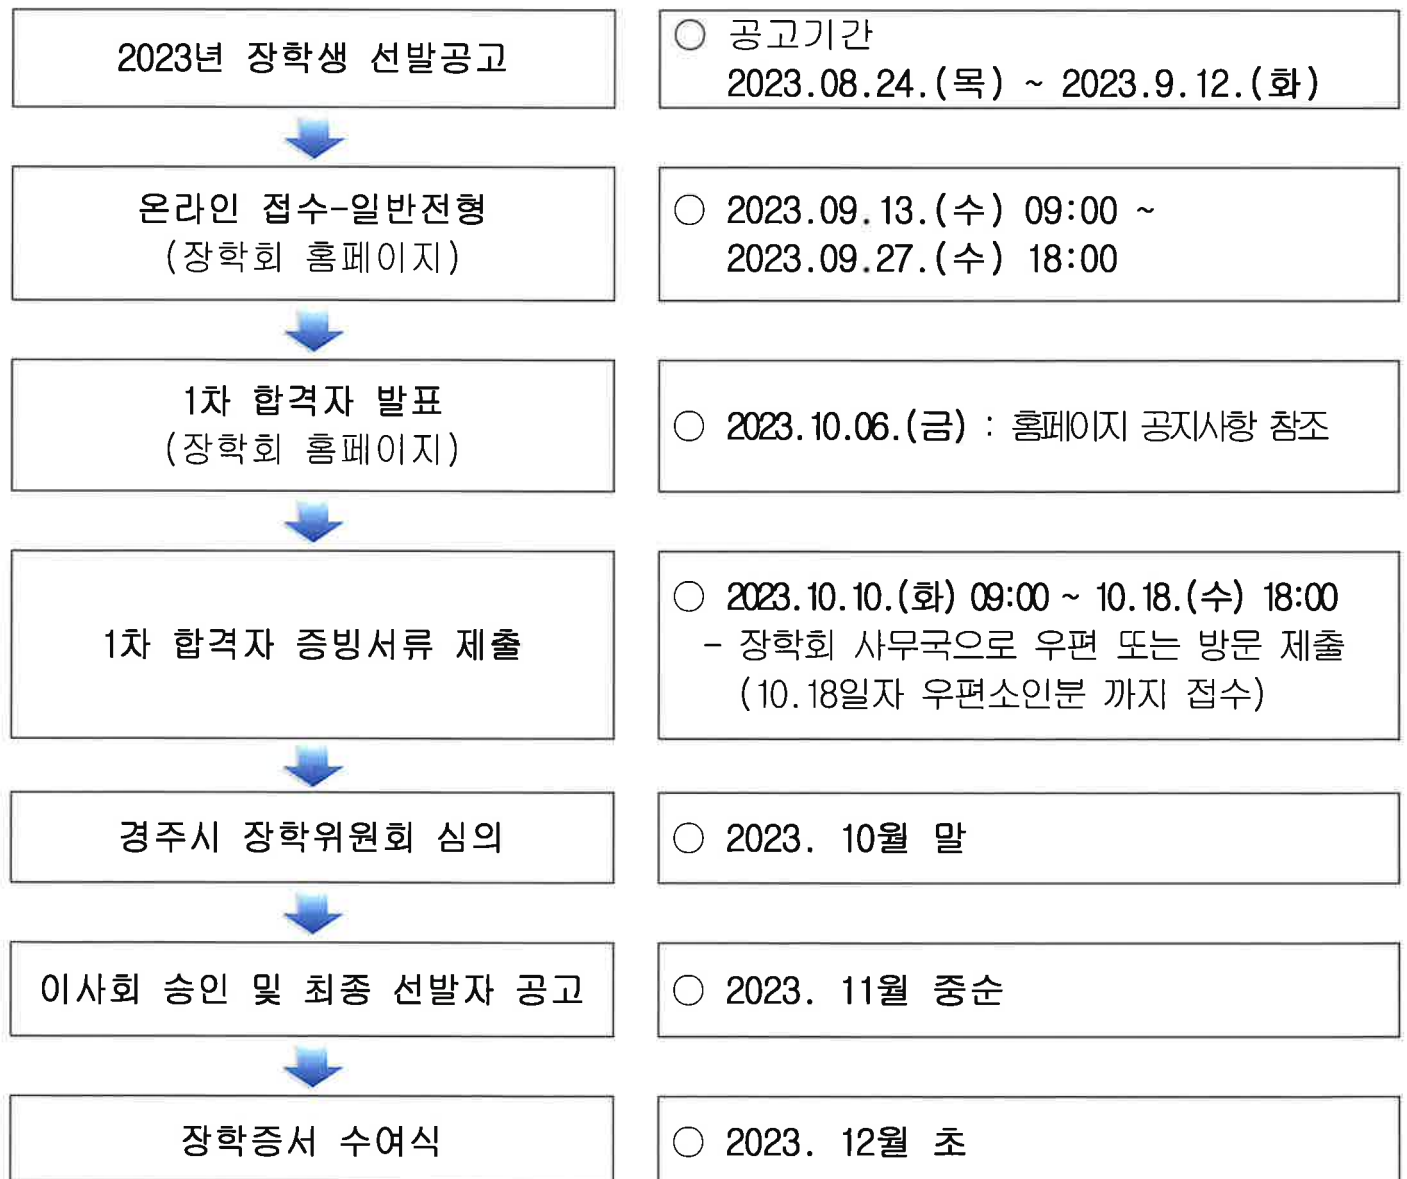 2023년 장학생 선발공고
○ 공고기간
2023.08.24.(목) ~ 2023.9.12.(화)
온라인 접수-일반전형
(장학회 홈페이지)
○ 2023.09.13.(수) 09:00 ~
2023.09.27.(수) 18:00
1차 합격자 발표
(장학회 홈페이지)
○ 2023.10.06.(금) : 홈페이지 공지사항 참조
1차 합격자 증빙서류 제출
○ 2023.10.10.(화) 09:00 ~ 10.18.(수) 18:00
- 장학회 사무국으로 우편 또는 방문 제출
(10.18일자 우편소인분 까지 접수)
경주시 장학위원회 심의
○ 2023. 10월 말
이사회 승인 및 최종 선발자 공고
○ 2023. 11월 중순
장학증서 수여식
○ 2023. 12월 초